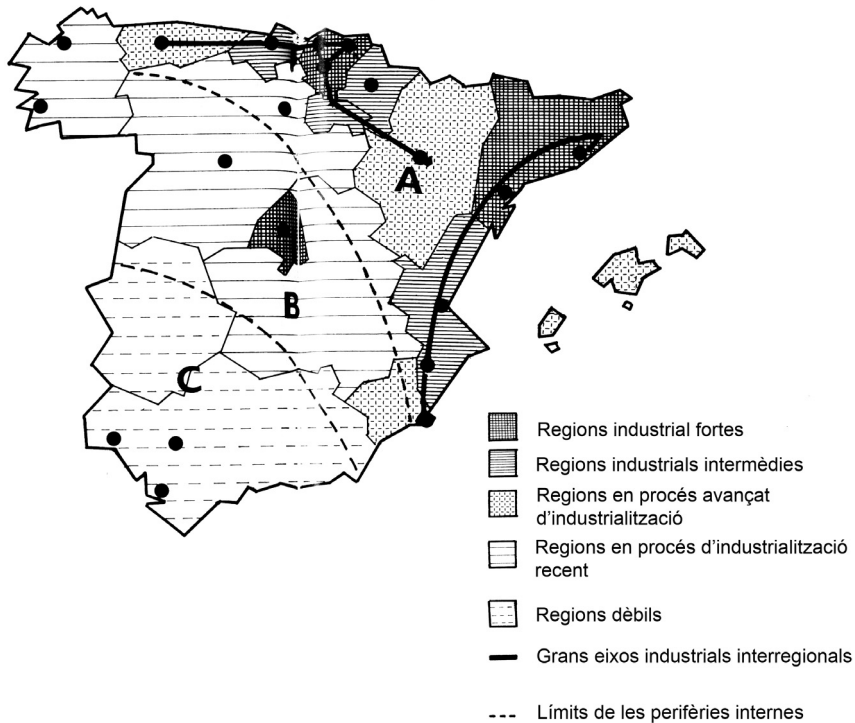 A
B
C
Regions industrial fortes
Regions industrials intermèdies
Regions en procés avançat
d'industrialització
Regions en procés d'industrialització
recent
Regions dèbils
Grans eixos industrials interregionals
Límits de les perifèries internes